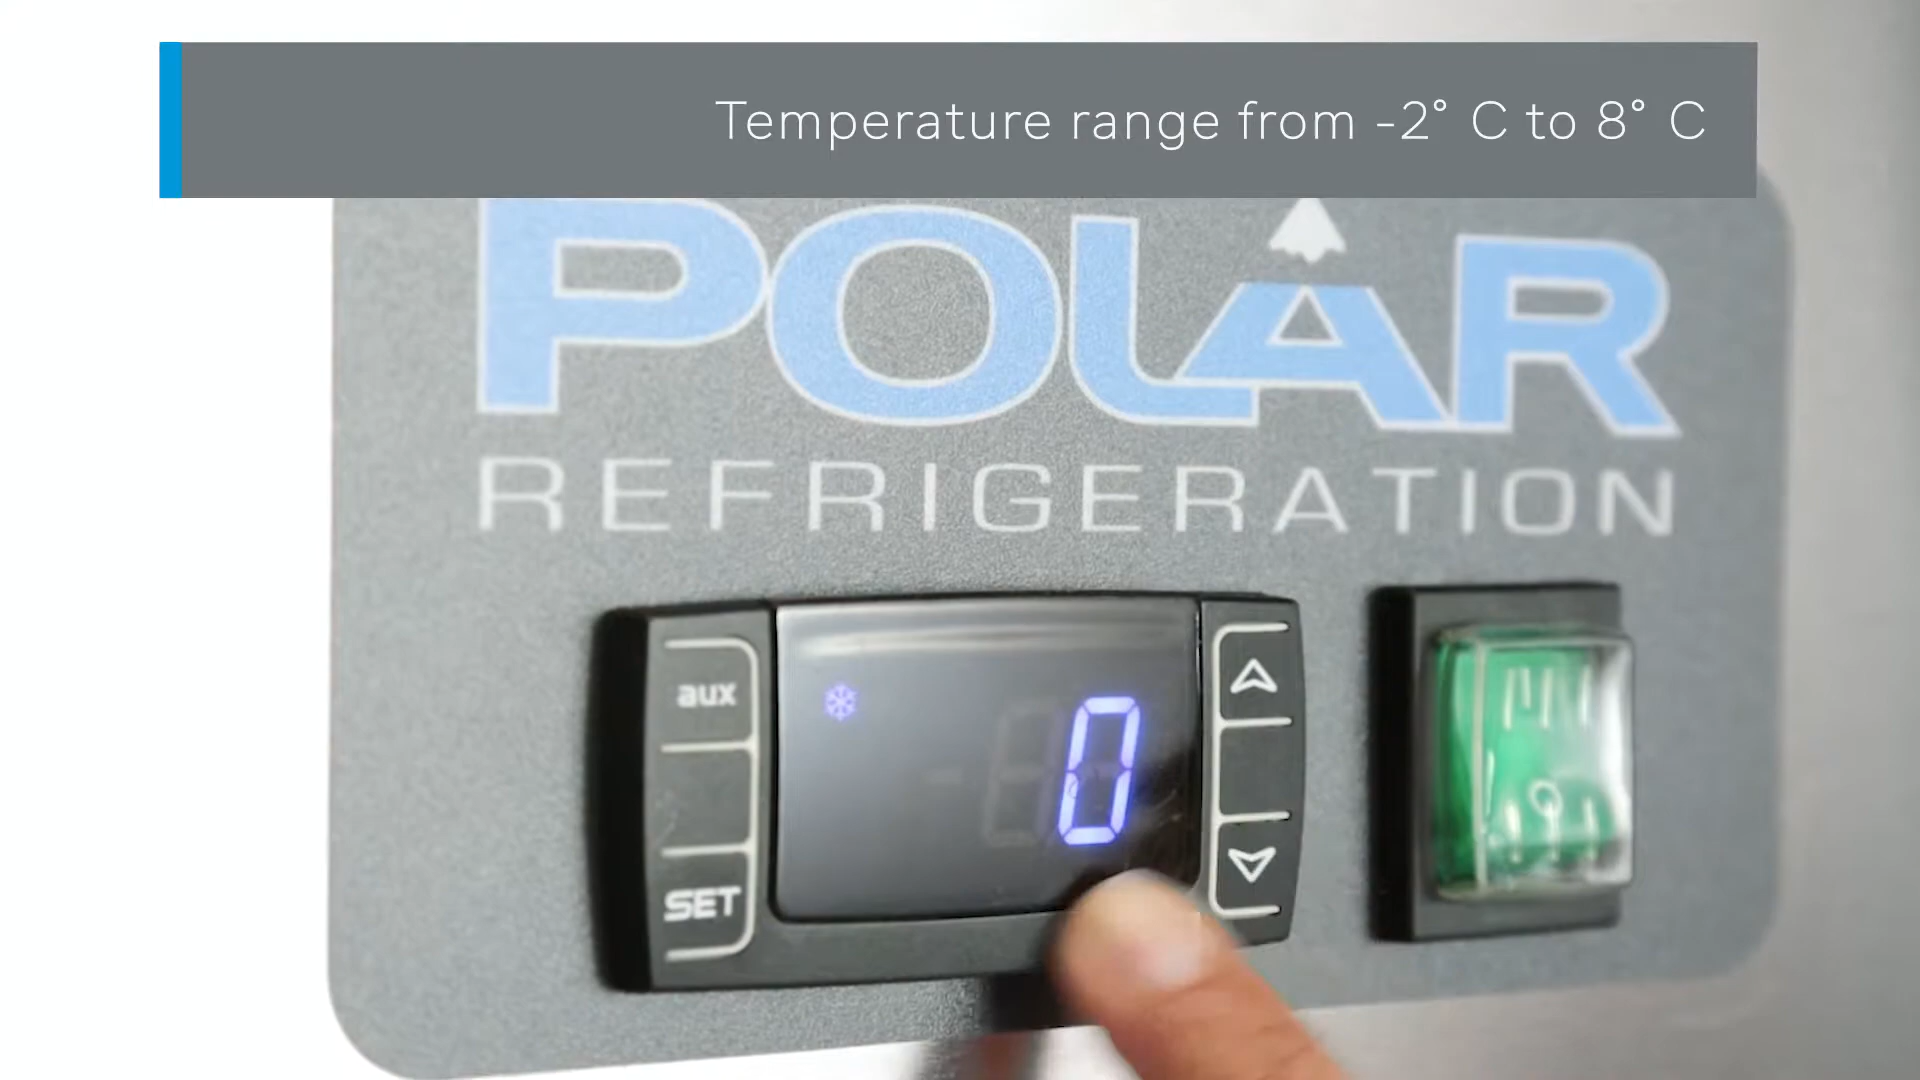 Temperature range from -2° C to 8° C
POLAR
REFRIGERATION
aux
0
SET